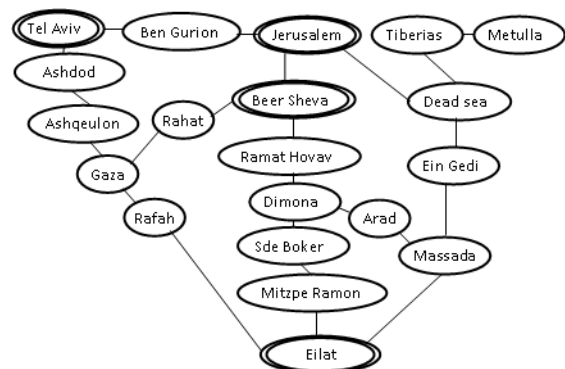 Tel Aviv
Ben Gurion
Jerusalem
Tiberias
Metulla
Ashdod
Beer Sheva
Dead sea
Ashqeulon
Rahat
Ramat Hovav
Ein Gedi
Gaza
Dimona
Arad
Rafah
Sde Boker
Massada
Mitzpe Ramon
Eilat